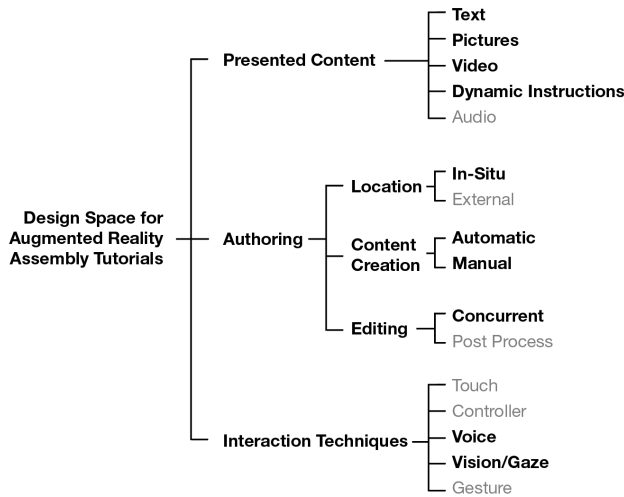 Design Space for
Augmented Reality
Assembly Tutorials
Presented Content
Text
Pictures
Video
Dynamic Instructions
Audio
Authoring
Location
In-Situ
External
Content
Creation
Automatic
Manual
Editing
Concurrent
Post Process
Interaction Techniques
Touch
Controller
Voice
Vision/Gaze
Gesture